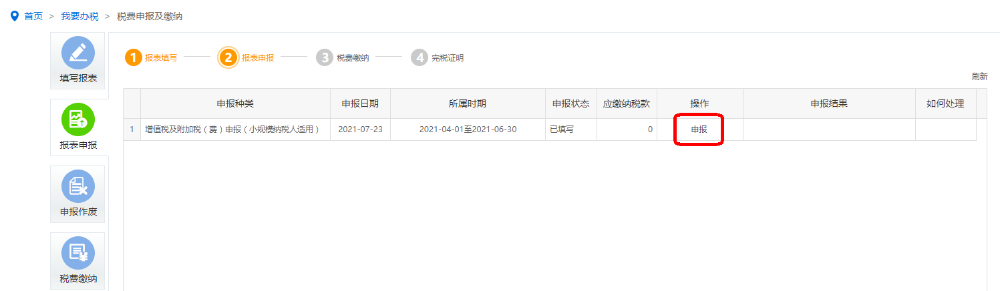 首页 > 我要办税 > 税费申报及缴纳
填写报表
报表申报
申报作废
税费缴纳
1 报表填写 2 报表申报 3 税费缴纳 4 完税证明
刷新
申报种类 申报日期 所属时期 申报状态 应缴纳税款 操作 申报结果 如何处理
1 增值税及附加税（费）申报（小规模纳税人适用） 2021-07-23 2021-04-01至2021-06-30 已填写 0 申报